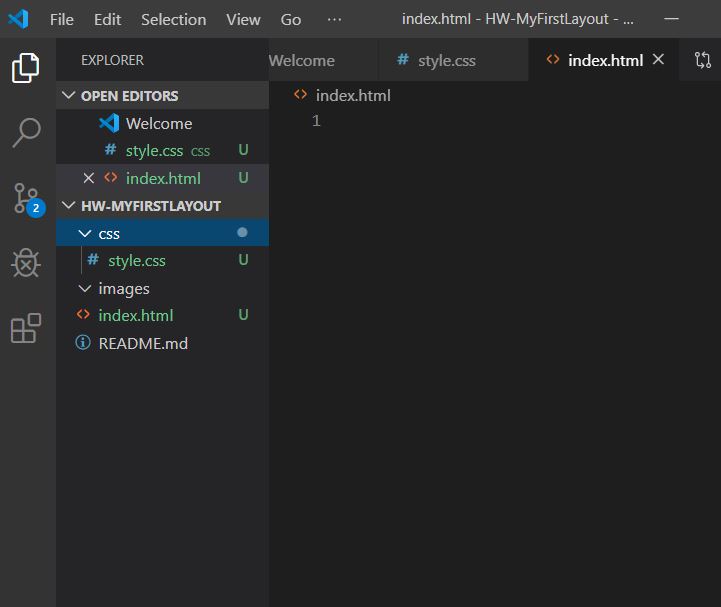 File Edit Selection View Go ··· index.html - HW-MyFirstLayout - ...
EXPLORER
Welcome # style.css <> index.html
OPEN EDITORS
<> index.html
Welcome
1
# style.css css U
<> index.html U
2
HW-MYFIRSTLAYOUT
css
# style.css U
images
<> index.html U
README.md